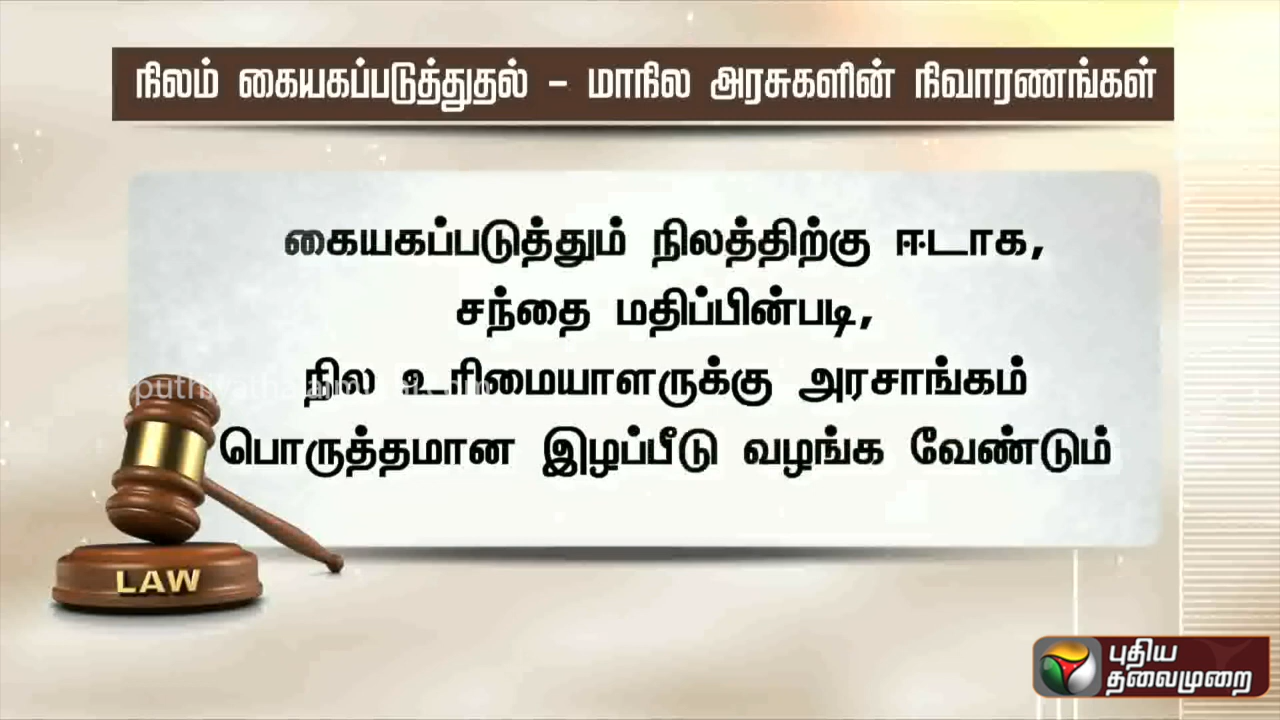 நிலம் கையகப்படுத்துதல் - மாநில அரசுகளின் நிவாரணங்கள்
கையகப்படுத்தும் நிலத்திற்கு ஈடாக,
சந்தை மதிப்பின்படி,
நில உரிமையாளருக்கு அரசாங்கம்
பொருத்தமான இழப்பீடு வழங்க வேண்டும்
LAW
புதிய
தலைமுறை